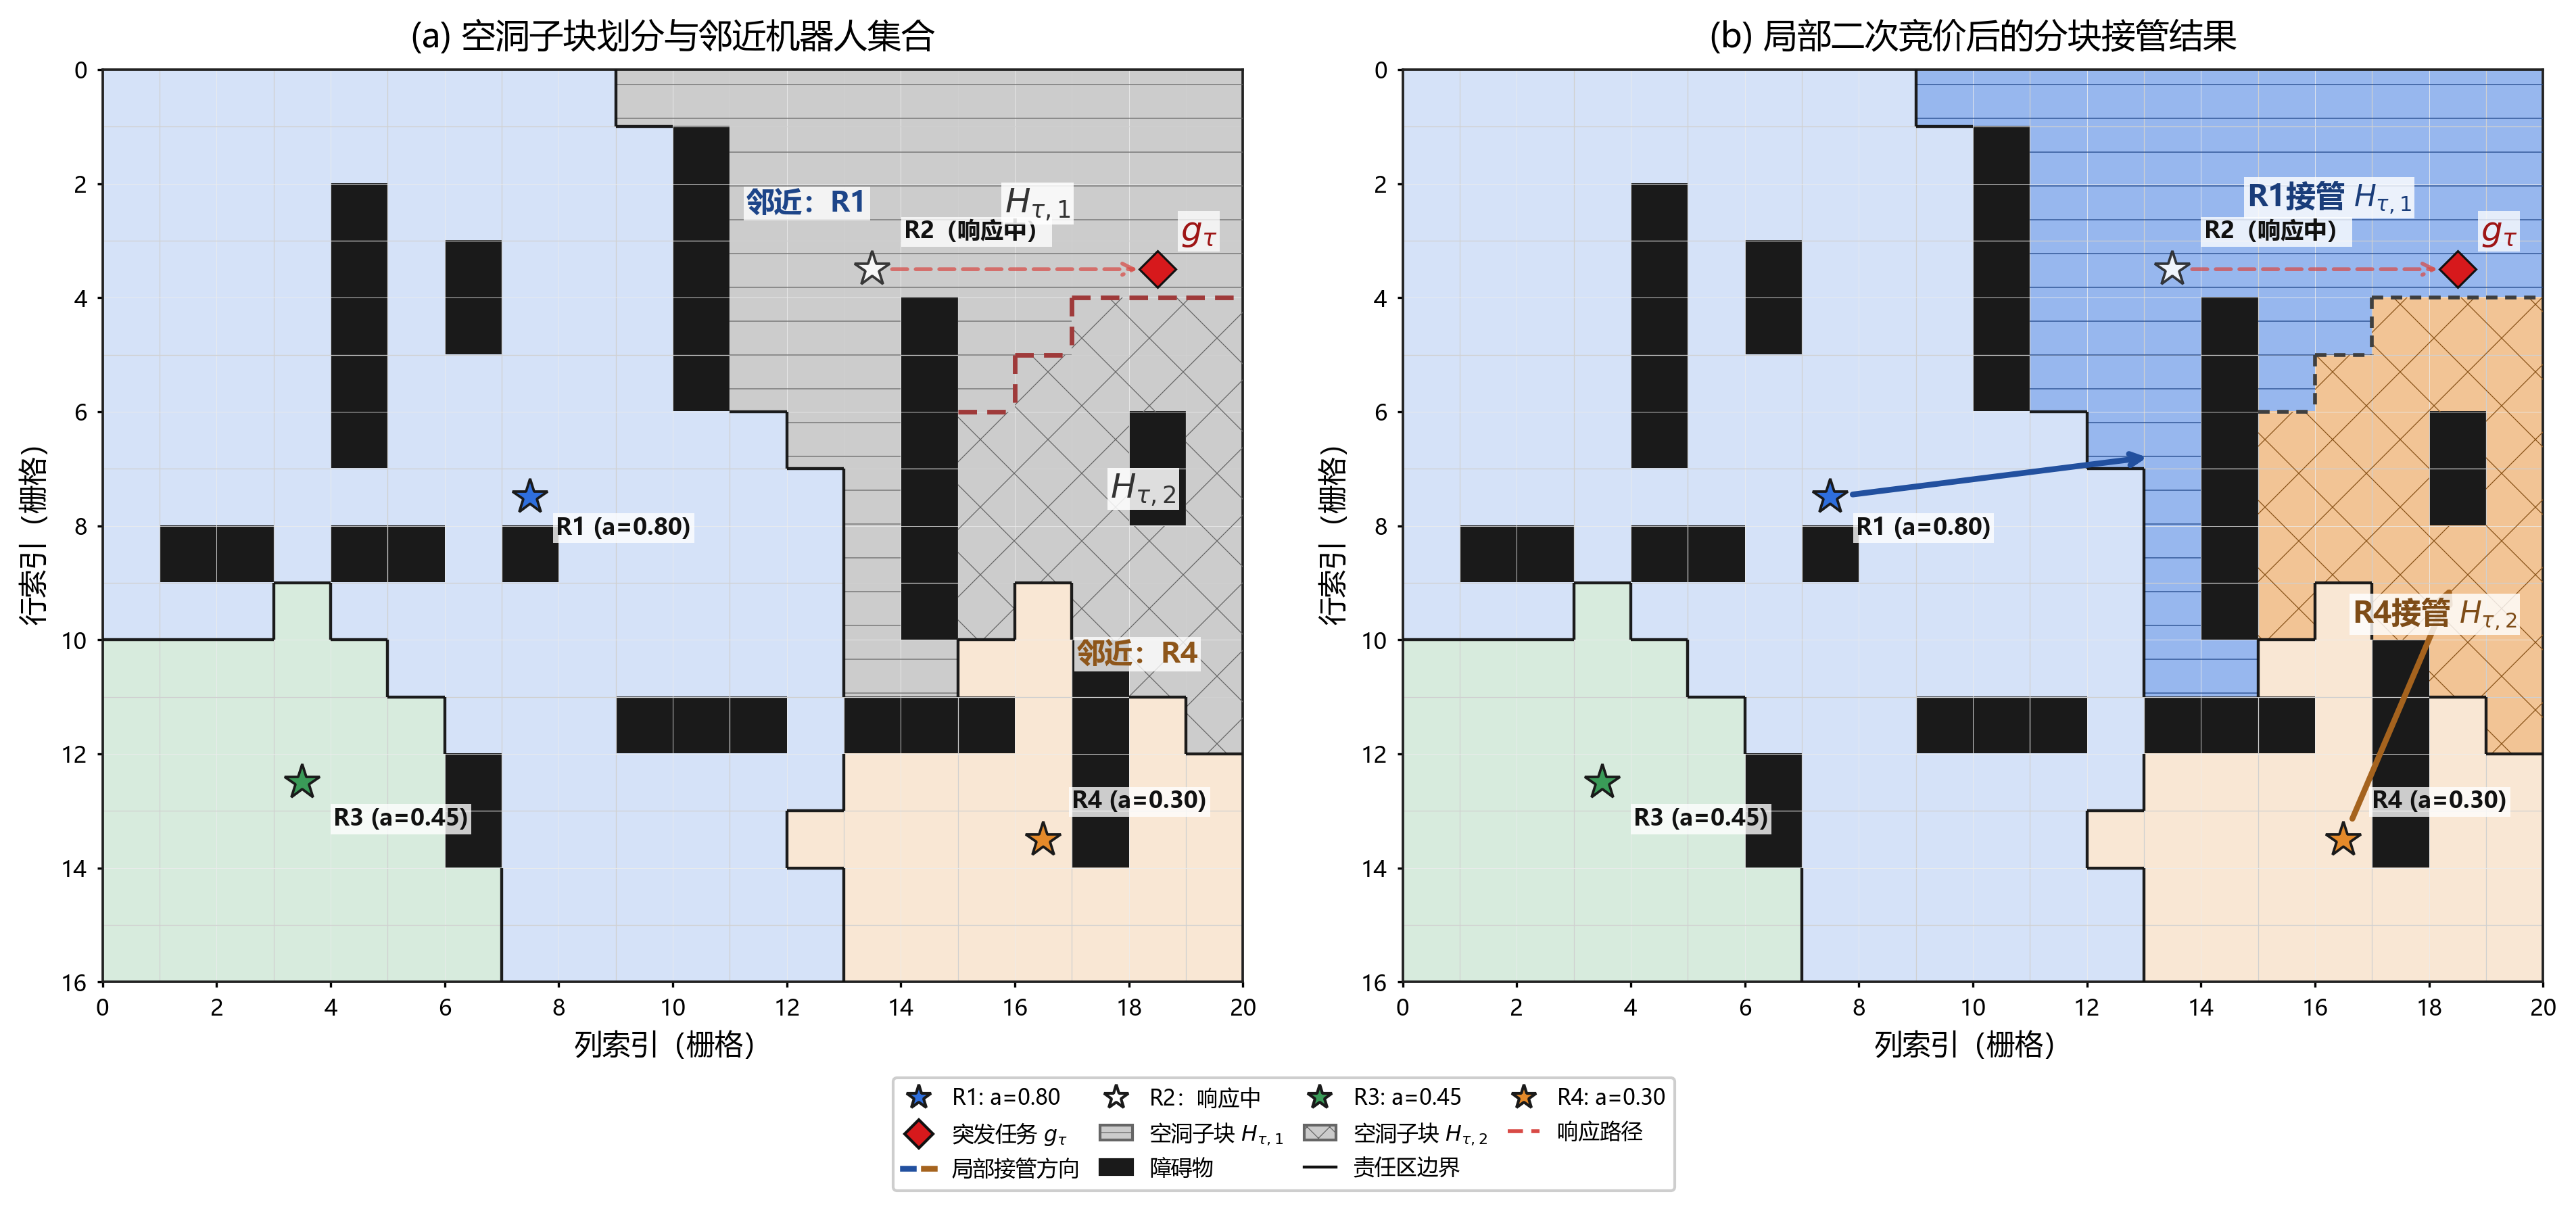 (a) 空洞子块划分与邻近机器人集合
0
2
4
6
8
10
12
14
16
行索引（栅格）
0 2 4 6 8 10 12 14 16 18 20
列索引（栅格）
邻近：R1
H_{τ,1}
R2（响应中）
g_τ
H_{τ,2}
R1 (a=0.80)
邻近：R4
R3 (a=0.45)
R4 (a=0.30)
(b) 局部二次竞价后的分块接管结果
0
2
4
6
8
10
12
14
16
行索引（栅格）
0 2 4 6 8 10 12 14 16 18 20
列索引（栅格）
R1接管 H_{τ,1}
R2（响应中）
g_τ
R1 (a=0.80)
R4接管 H_{τ,2}
R3 (a=0.45)
R4 (a=0.30)
R1: a=0.80 R2：响应中 R3: a=0.45 R4: a=0.30
突发任务 g_τ 空洞子块 H_{τ,1} 空洞子块 H_{τ,2} 响应路径
局部接管方向 障碍物 责任区边界